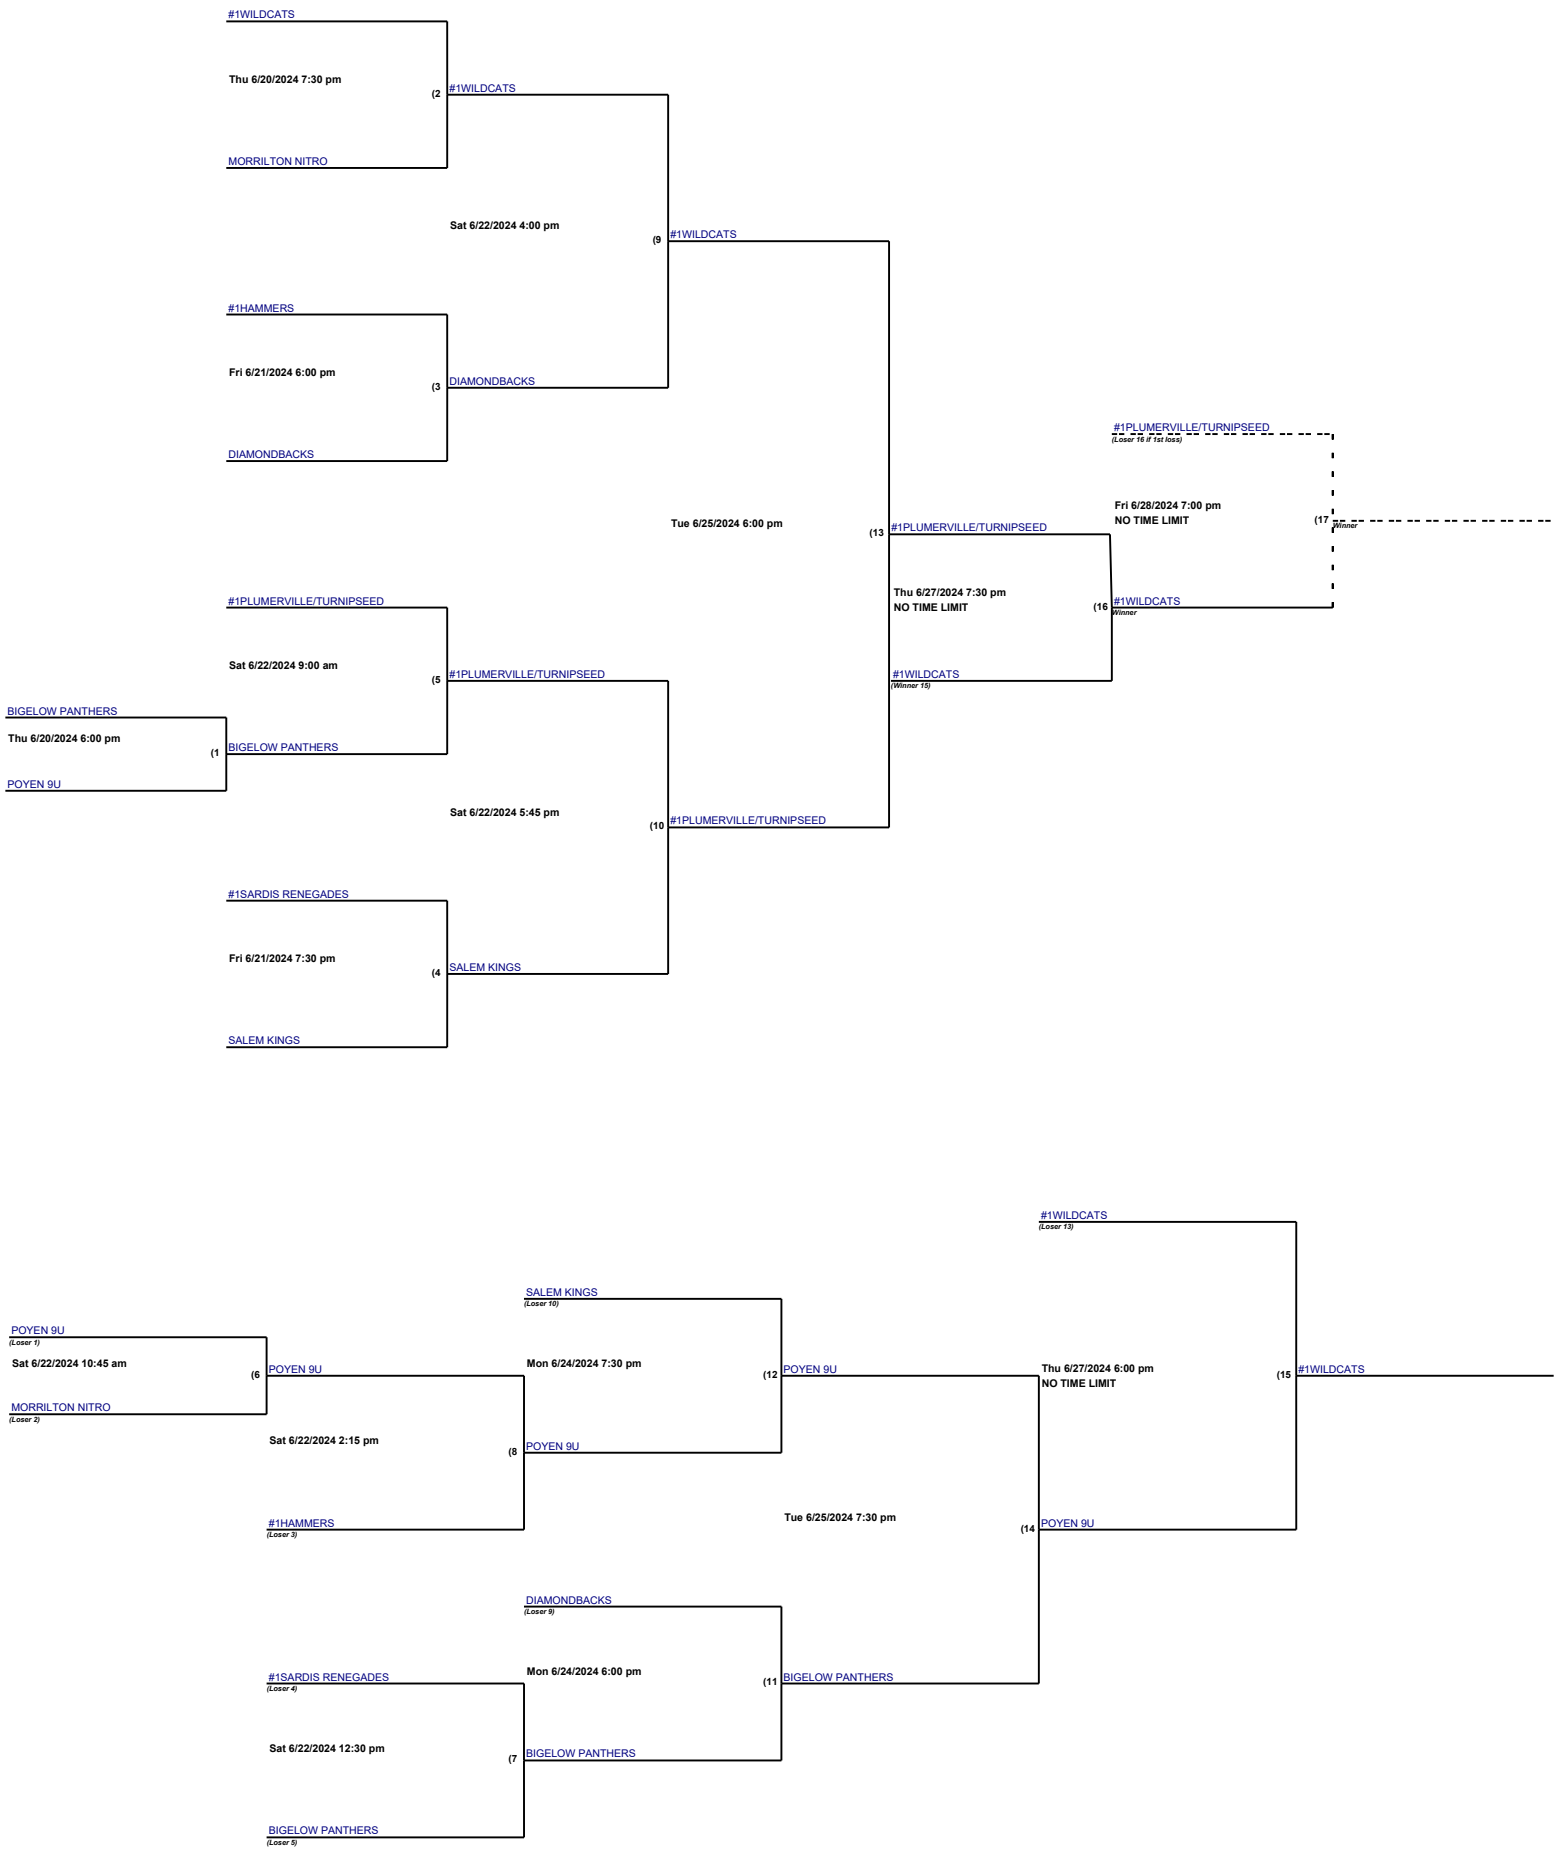 #1WILDCATS
Thu 6/20/2024 7:30 pm
(2
#1WILDCATS
MORRILTON NITRO
Sat 6/22/2024 4:00 pm
(9
#1WILDCATS
#1HAMMERS
Fri 6/21/2024 6:00 pm
(3
DIAMONDBACKS
DIAMONDBACKS
#1PLUMERVILLE/TURNIPSEED
(Loser 16 if 1st loss)
Fri 6/28/2024 7:00 pm
NO TIME LIMIT
(17
Winner
Tue 6/25/2024 6:00 pm
(13
#1PLUMERVILLE/TURNIPSEED
Thu 6/27/2024 7:30 pm
NO TIME LIMIT
(16
#1WILDCATS
Winner
#1WILDCATS
(Winner 15)
#1PLUMERVILLE/TURNIPSEED
Sat 6/22/2024 9:00 am
(5
#1PLUMERVILLE/TURNIPSEED
BIGELOW PANTHERS
Thu 6/20/2024 6:00 pm
(1
BIGELOW PANTHERS
POYEN 9U
Sat 6/22/2024 5:45 pm
(10
#1PLUMERVILLE/TURNIPSEED
#1SARDIS RENEGADES
Fri 6/21/2024 7:30 pm
(4
SALEM KINGS
SALEM KINGS
#1WILDCATS
(Loser 13)
SALEM KINGS
(Loser 10)
POYEN 9U
(Loser 1)
Sat 6/22/2024 10:45 am
(6
POYEN 9U
Mon 6/24/2024 7:30 pm
(12
POYEN 9U
Thu 6/27/2024 6:00 pm
NO TIME LIMIT
(15
#1WILDCATS
MORRILTON NITRO
(Loser 2)
Sat 6/22/2024 2:15 pm
(8
POYEN 9U
#1HAMMERS
(Loser 3)
Tue 6/25/2024 7:30 pm
(14
POYEN 9U
DIAMONDBACKS
(Loser 9)
#1SARDIS RENEGADES
(Loser 4)
Mon 6/24/2024 6:00 pm
(11
BIGELOW PANTHERS
Sat 6/22/2024 12:30 pm
(7
BIGELOW PANTHERS
BIGELOW PANTHERS
(Loser 5)